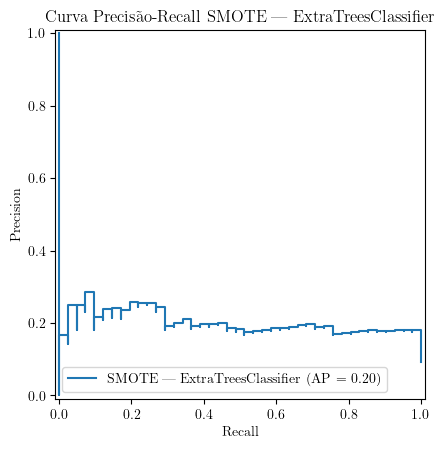 Curva Precisão-Recall SMOTE — ExtraTreesClassifier
1.0
0.8
0.6
0.4
0.2
0.0
Precision
SMOTE — ExtraTreesClassifier (AP = 0.20)
0.0 0.2 0.4 0.6 0.8 1.0
Recall